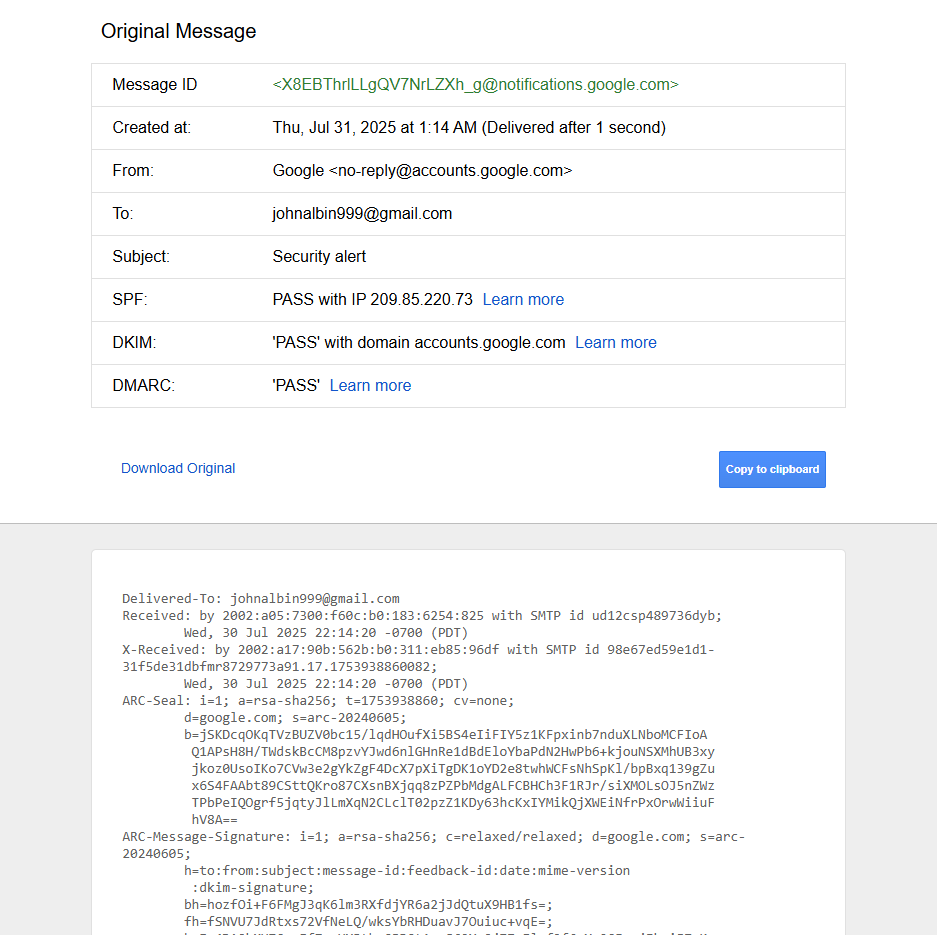 Original Message
Message ID <X8EBThrlLLgQV7NrLZXh_g@notifications.google.com>
Created at: Thu, Jul 31, 2025 at 1:14 AM (Delivered after 1 second)
From: Google <no-reply@accounts.google.com>
To: johnalbin999@gmail.com
Subject: Security alert
SPF: PASS with IP 209.85.220.73 Learn more
DKIM: 'PASS' with domain accounts.google.com Learn more
DMARC: 'PASS' Learn more
Download Original Copy to clipboard
Delivered-To: johnalbin999@gmail.com
Received: by 2002:a05:7300:f60c:b0:183:6254:825 with SMTP id ud12csp489736dyb;
Wed, 30 Jul 2025 22:14:20 -0700 (PDT)
X-Received: by 2002:a17:90b:562b:b0:311:eb85:96df with SMTP id 98e67ed59e1d1-
31f5de31dbfmr8729773a91.17.1753938860082;
Wed, 30 Jul 2025 22:14:20 -0700 (PDT)
ARC-Seal: i=1; a=rsa-sha256; t=1753938860; cv=none;
d=google.com; s=arc-20240605;
b=jSKDcqOKqTVzBUZV0bc15/lqdHOufXi5BS4eIiFIY5z1KFpxinb7nduXLNboMCFIoA
Q1APsH8H/TWdskBcCM8pzvYJwd6nlGHnRe1dBdEloYbaPdN2HwPb6+kjouNSXMhUB3xy
jkoz0UsoIKo7CVw3e2gYkZgF4DcX7pXiTgDK1oYD2e8twhWCFsNhSpKl/bpBxq139gZu
x6S4FAAbt89CSttQKro87CXsnBXjqq8zPZPbMdgALFCBHCh3F1RJr/siXMOLsOJ5nZWz
TPbPeIQOgrf5jqtyJlLmXqN2CLclT02pzZ1KDy63hcKxIYMikQjXWEiNfrPxOrwWiiuF
hV8A==
ARC-Message-Signature: i=1; a=rsa-sha256; c=relaxed/relaxed; d=google.com; s=arc-
20240605;
h=to:from:subject:message-id:feedback-id:date:mime-version
:dkim-signature;
bh=hozfOi+F6FMgJ3qK6lm3RXfdjYR6a2jJdQtuX9HB1fs=;
fh=fSNVU7JdRtxs72VfNeLQ/wksYbRHDuavJ7Ouiuc+vqE=;